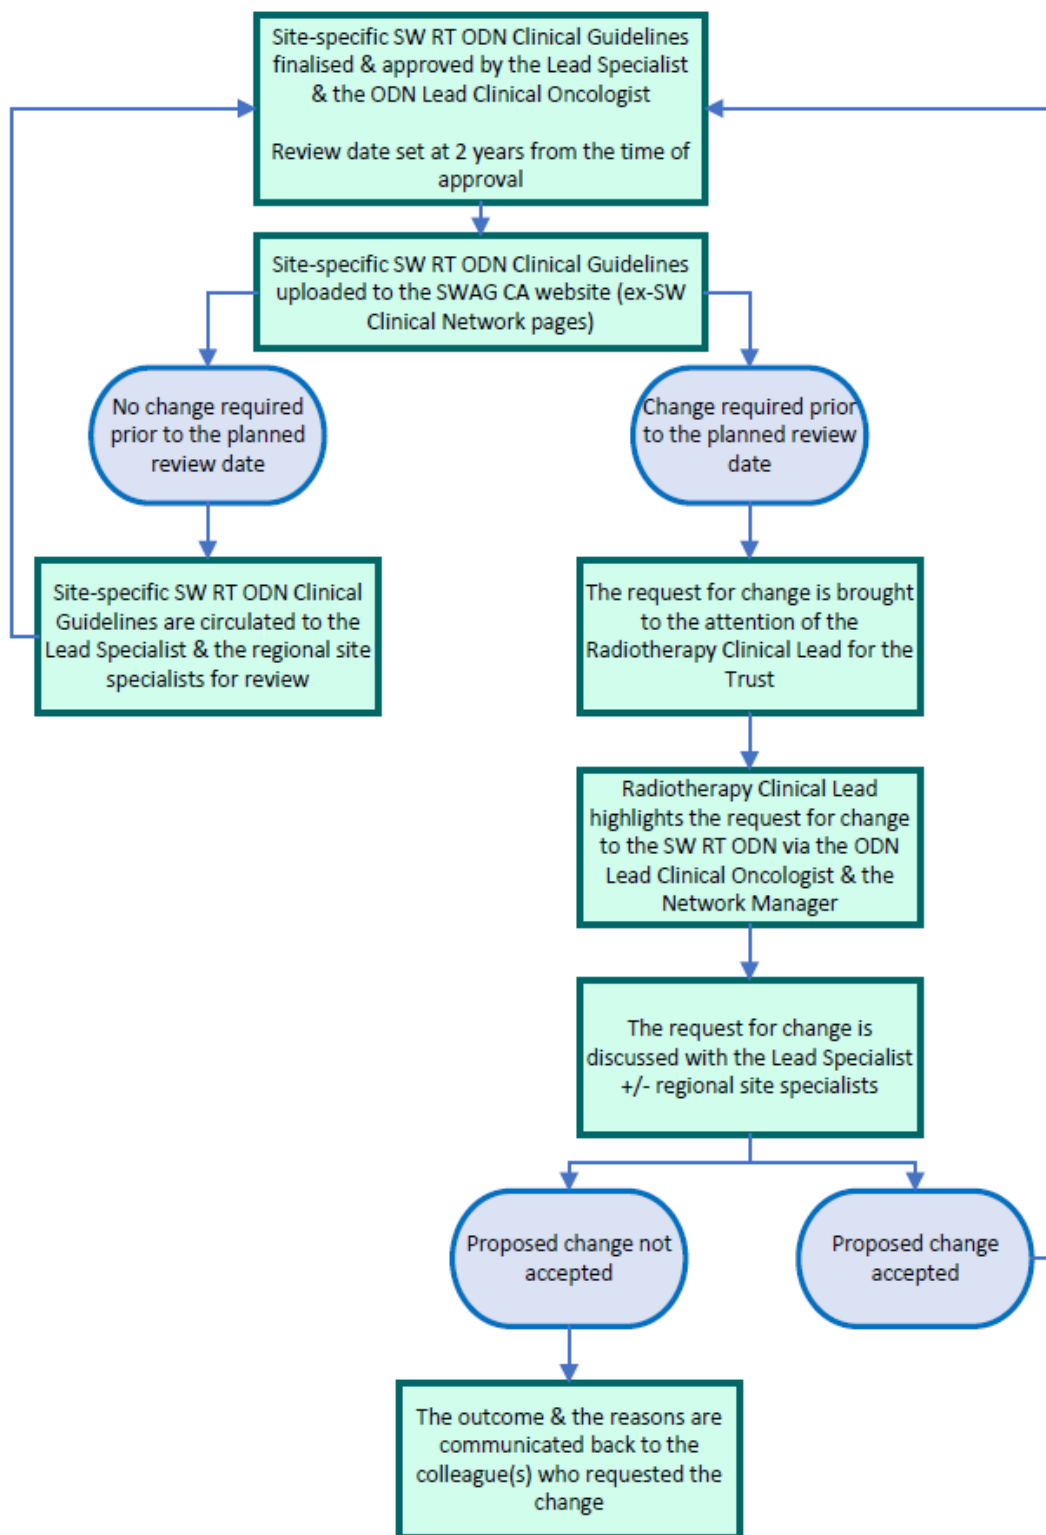 Site-specific SW RT ODN Clinical Guidelines
finalised & approved by the Lead Specialist
& the ODN Lead Clinical Oncologist
Review date set at 2 years from the time of
approval
Site-specific SW RT ODN Clinical Guidelines
uploaded to the SWAG CA website (ex-SW
Clinical Network pages)
No change required
prior to the planned
review date
Change required prior
to the planned review
date
Site-specific SW RT ODN Clinical
Guidelines are circulated to the
Lead Specialist & the regional site
specialists for review
The request for change is brought
to the attention of the
Radiotherapy Clinical Lead for the
Trust
Radiotherapy Clinical Lead
highlights the request for change
to the SW RT ODN via the ODN
Lead Clinical Oncologist & the
Network Manager
The request for change is
discussed with the Lead Specialist
+/- regional site specialists
Proposed change not
accepted
Proposed change
accepted
The outcome & the reasons are
communicated back to the
colleague(s) who requested the
change